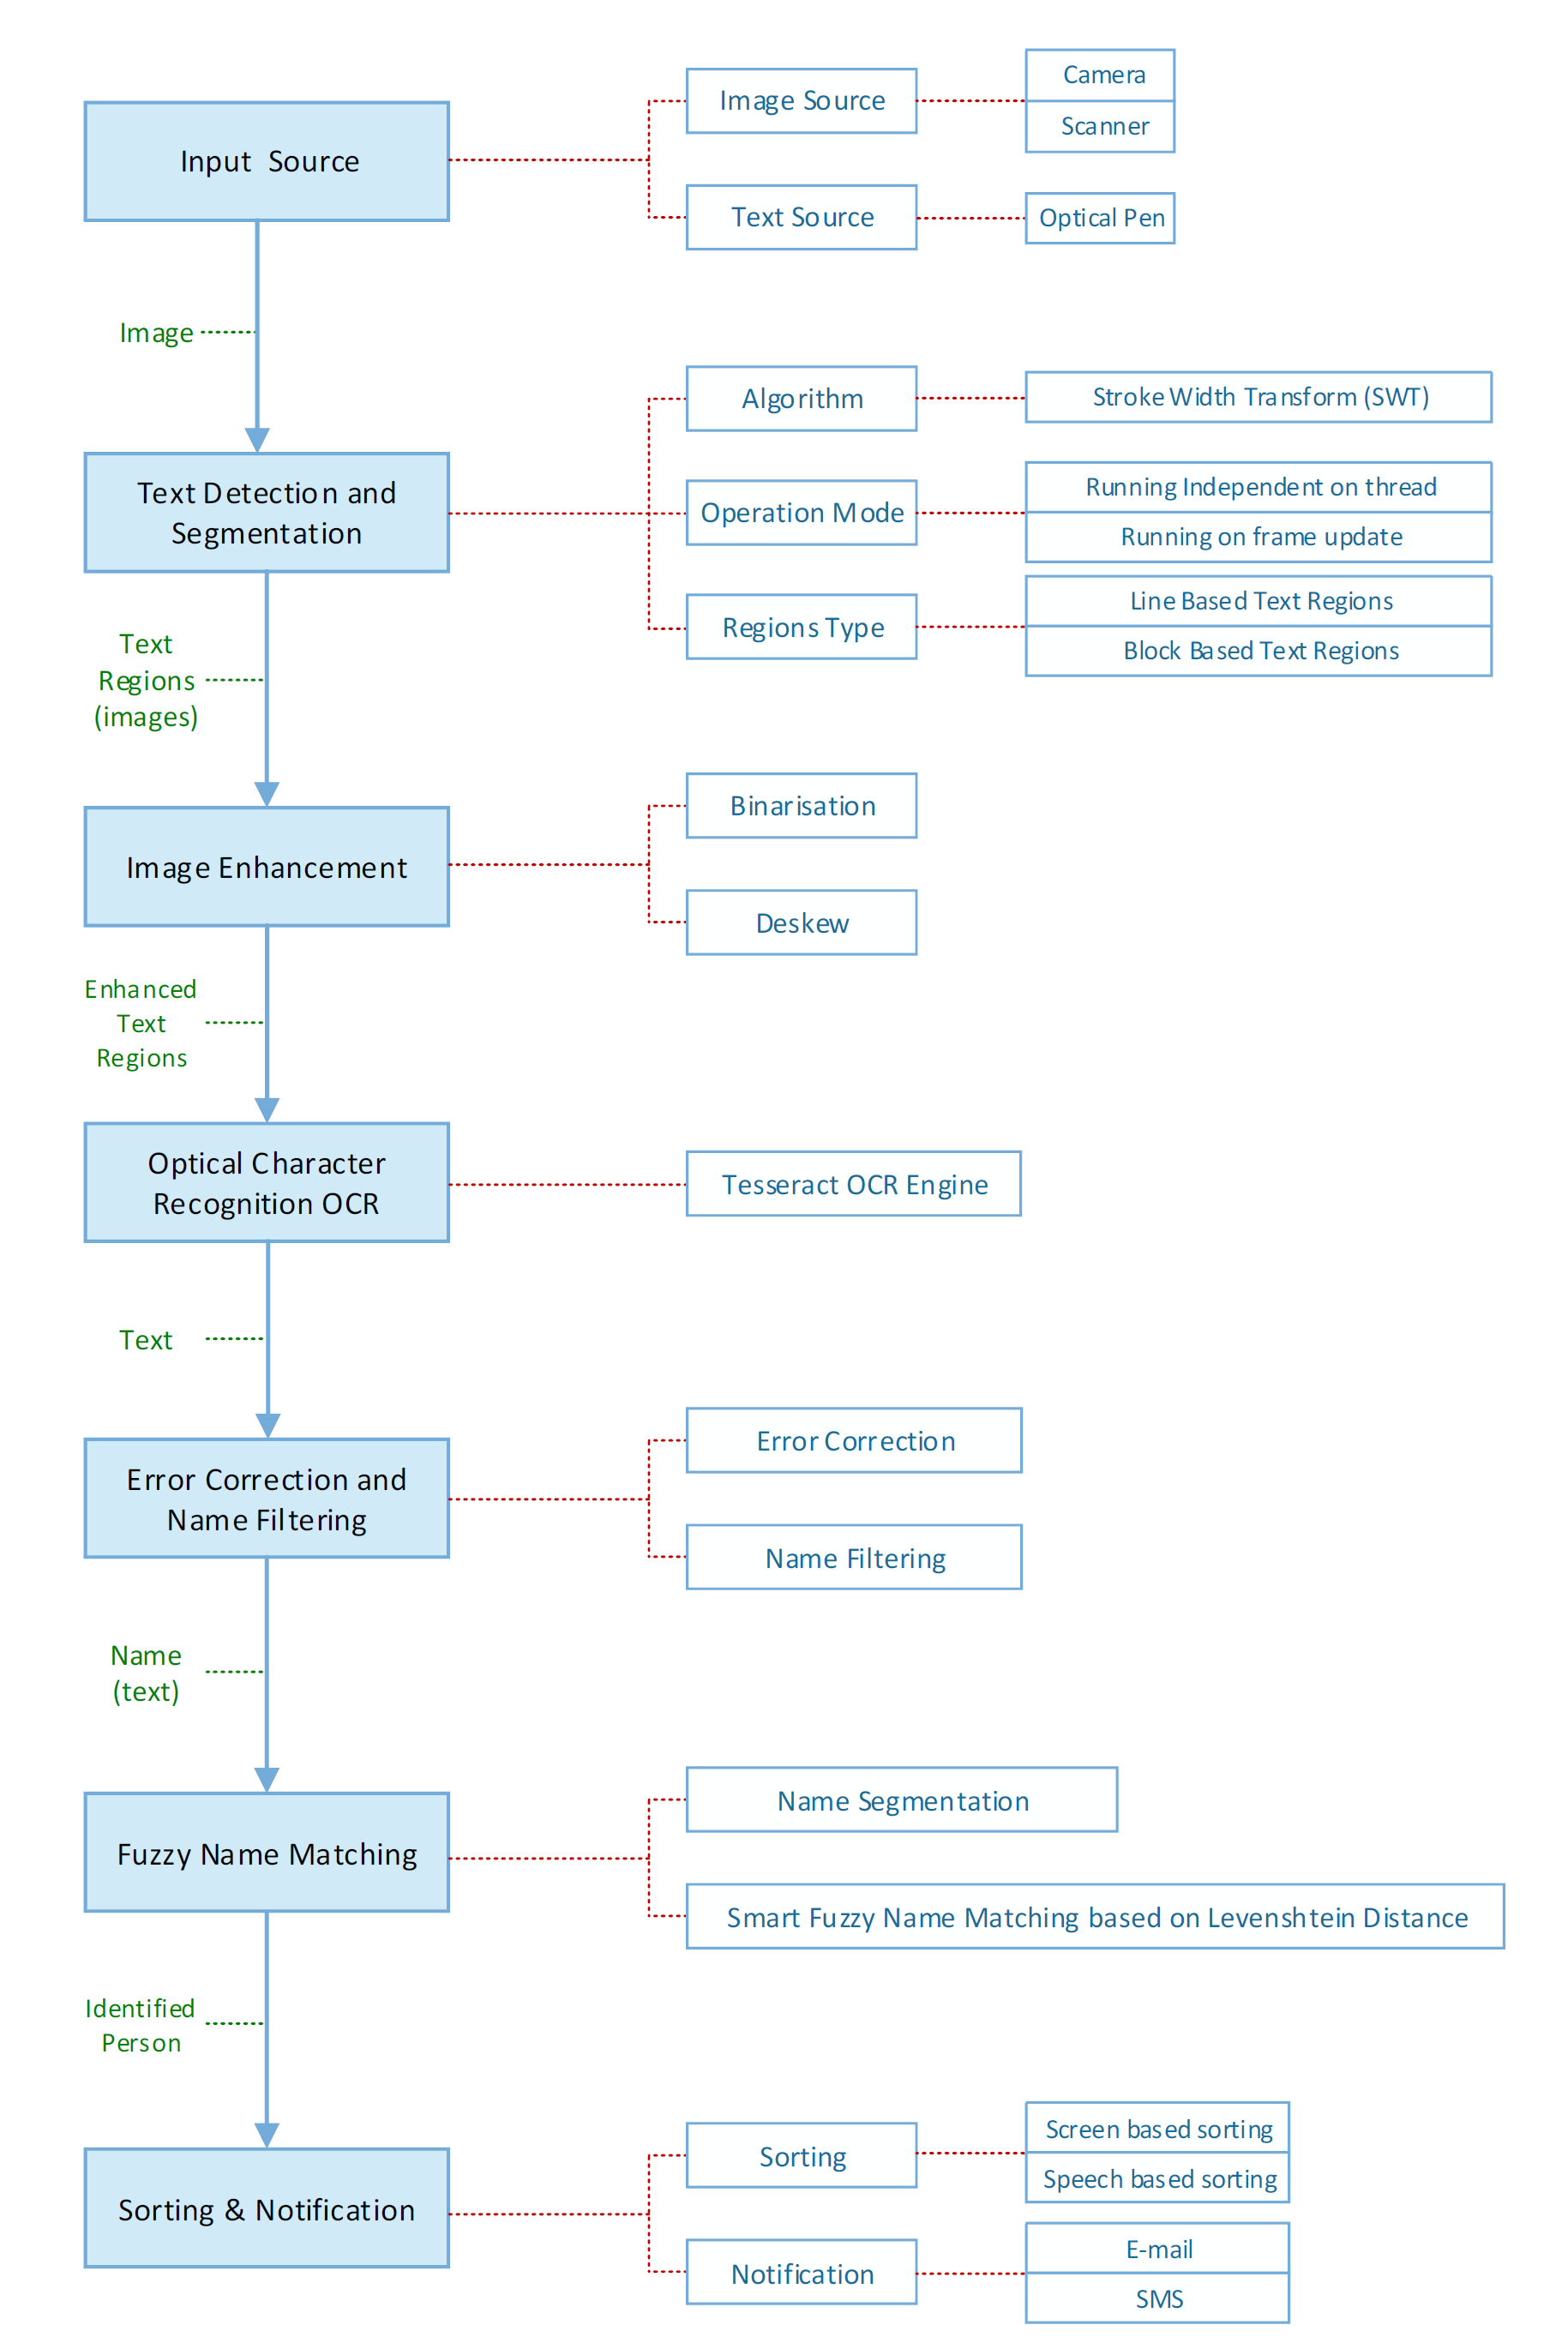 Input Source
Image Source
Camera
Scanner
Text Source
Optical Pen
Image
Text Detection and
Segmentation
Algorithm
Stroke Width Transform (SWT)
Operation Mode
Running Independent on thread
Running on frame update
Regions Type
Line Based Text Regions
Block Based Text Regions
Text
Regions
(images)
Image Enhancement
Binarisation
Deskew
Enhanced
Text
Regions
Optical Character
Recognition OCR
Tesseract OCR Engine
Text
Error Correction and
Name Filtering
Error Correction
Name Filtering
Name
(text)
Fuzzy Name Matching
Name Segmentation
Smart Fuzzy Name Matching based on Levenshtein Distance
Identified
Person
Sorting & Notification
Sorting
Screen based sorting
Speech based sorting
Notification
E-mail
SMS